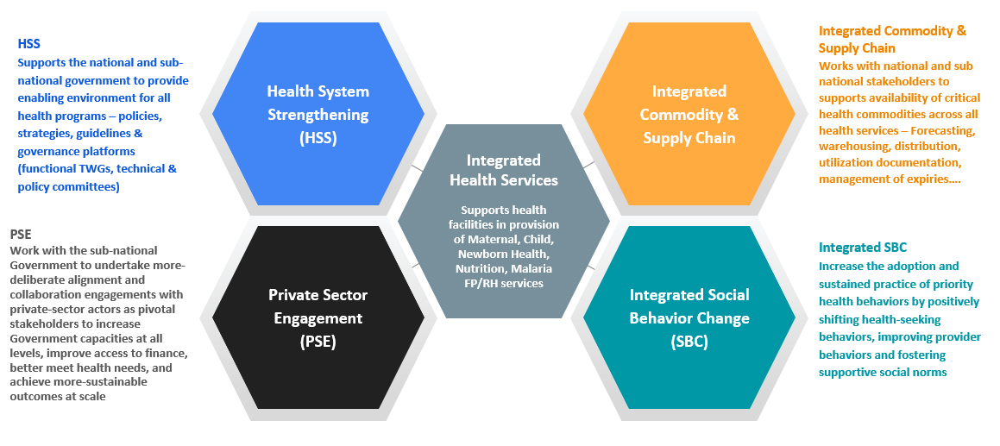 HSS
Supports the national and sub-
national government to provide
enabling environment for all
health programs – policies,
strategies, guidelines &
governance platforms
(functional TWGs, technical &
policy committees)
PSE
Work with the sub-national
Government to undertake more-
deliberate alignment and
collaboration engagements with
private-sector actors as pivotal
stakeholders to increase
Government capacities at all
levels, improve access to finance,
better meet health needs, and
achieve more-sustainable
outcomes at scale
Health System
Strengthening
(HSS)
Private Sector
Engagement
(PSE)
Integrated
Health Services
Supports health
facilities in provision
of Maternal, Child,
Newborn Health,
Nutrition, Malaria
FP/RH services
Integrated
Commodity &
Supply Chain
Integrated Social
Behavior Change
(SBC)
Integrated Commodity &
Supply Chain
Works with national and sub
national stakeholders to
supports availability of critical
health commodities across all
health services – Forecasting,
warehousing, distribution,
utilization documentation,
management of expiries....
Integrated SBC
Increase the adoption and
sustained practice of priority
health behaviors by positively
shifting health-seeking
behaviors, improving provider
behaviors and fostering
supportive social norms